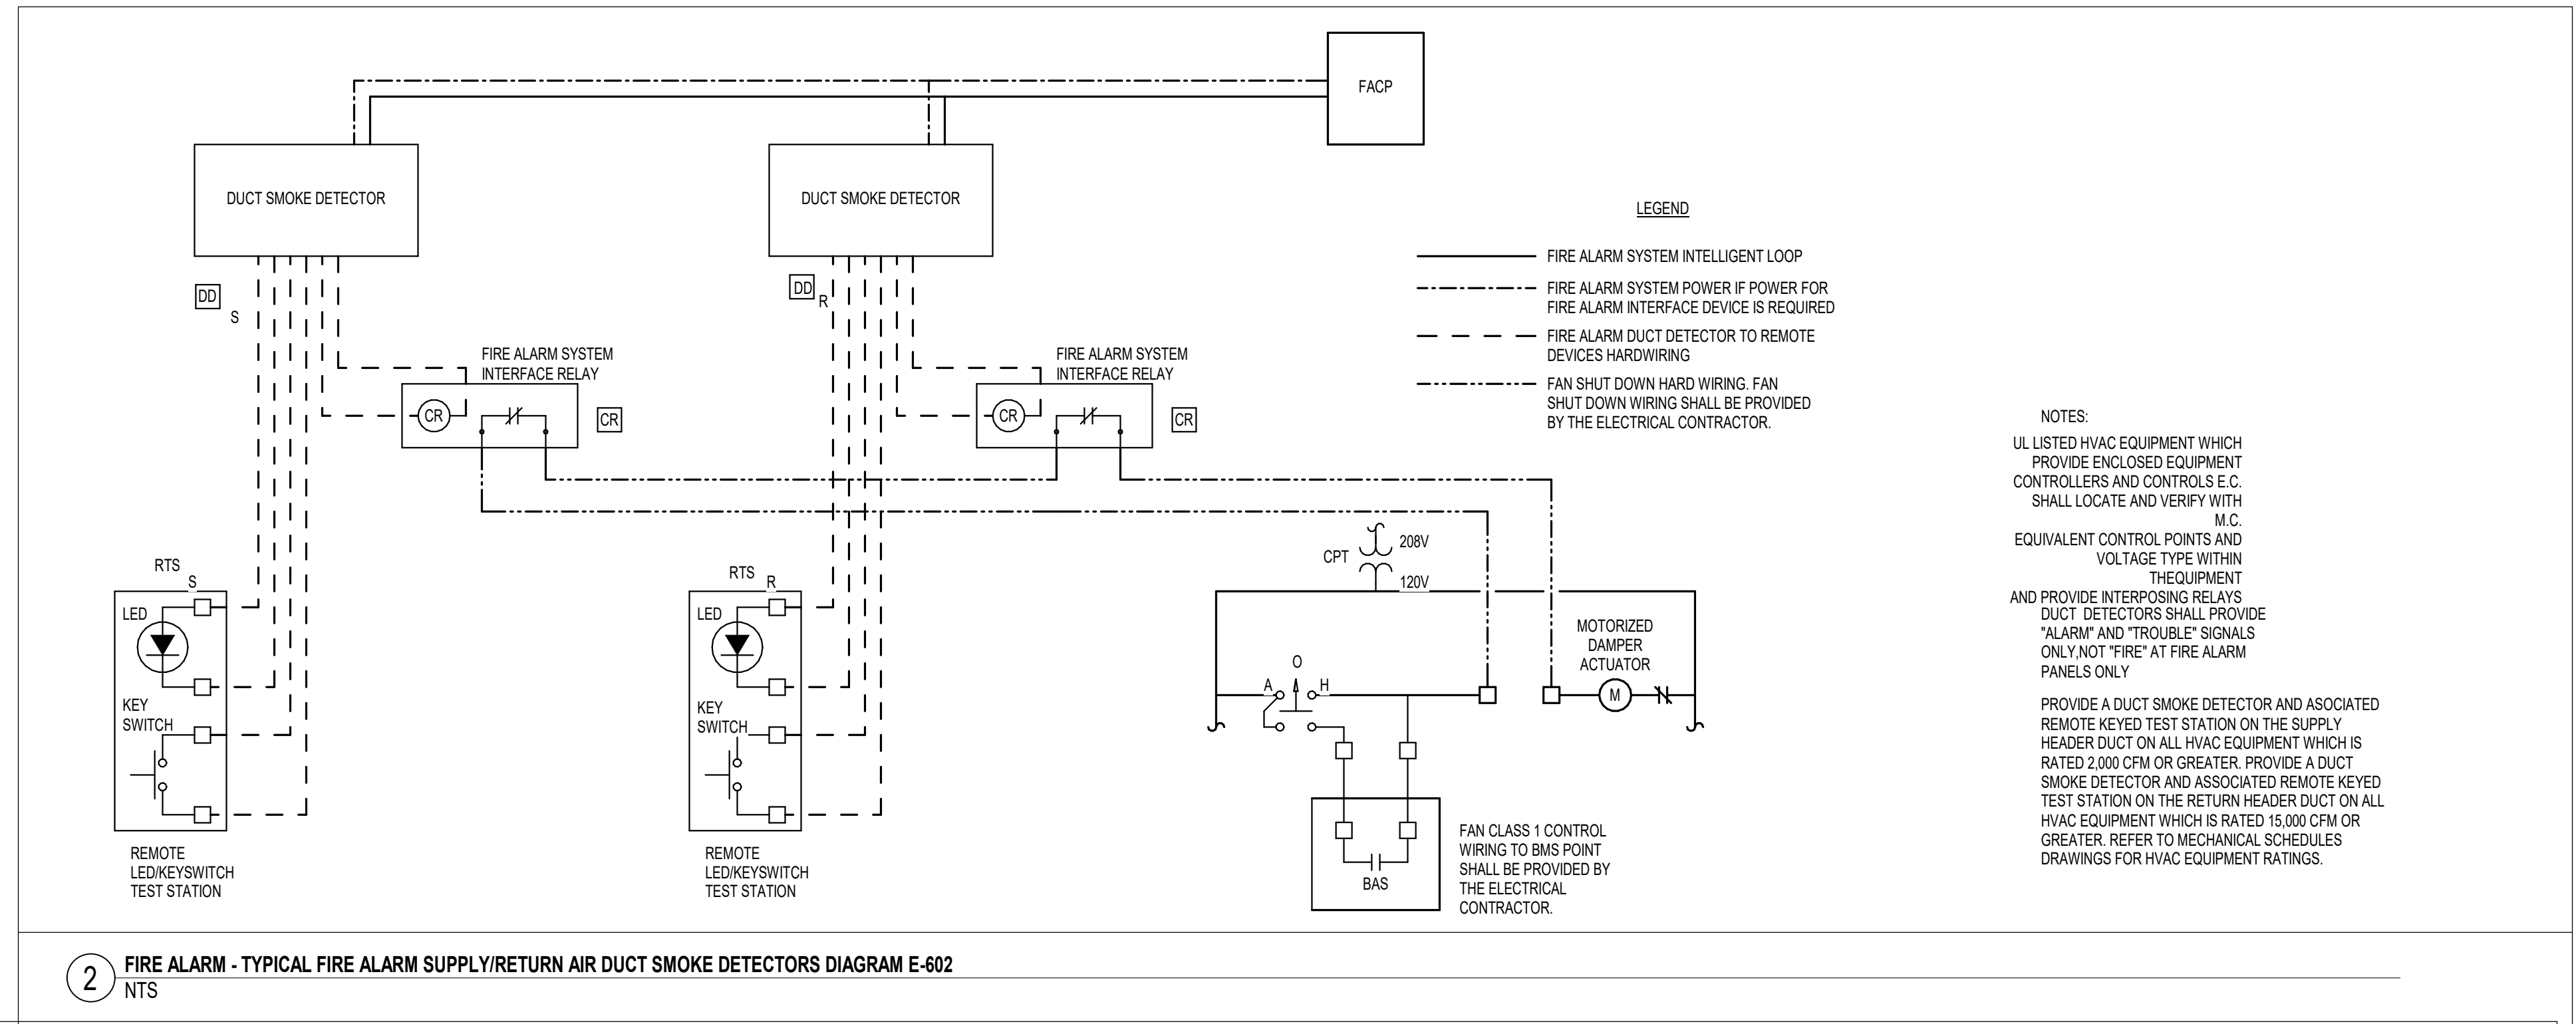 FACP
DUCT SMOKE DETECTOR
DUCT SMOKE DETECTOR
DD
S
DD
R
FIRE ALARM SYSTEM
INTERFACE RELAY
CR
CR
FIRE ALARM SYSTEM
INTERFACE RELAY
CR
CR
LEGEND
FIRE ALARM SYSTEM INTELLIGENT LOOP
FIRE ALARM SYSTEM POWER IF POWER FOR
FIRE ALARM INTERFACE DEVICE IS REQUIRED
FIRE ALARM DUCT DETECTOR TO REMOTE
DEVICES HARDWIRING
FAN SHUT DOWN HARD WIRING. FAN
SHUT DOWN WIRING SHALL BE PROVIDED
BY THE ELECTRICAL CONTRACTOR.
NOTES:
UL LISTED HVAC EQUIPMENT WHICH
PROVIDE ENCLOSED EQUIPMENT
CONTROLLERS AND CONTROLS E.C.
SHALL LOCATE AND VERIFY WITH
M.C.
EQUIVALENT CONTROL POINTS AND
VOLTAGE TYPE WITHIN
THEQUIPMENT
AND PROVIDE INTERPOSING RELAYS
DUCT DETECTORS SHALL PROVIDE
"ALARM" AND "TROUBLE" SIGNALS
ONLY,NOT "FIRE" AT FIRE ALARM
PANELS ONLY
PROVIDE A DUCT SMOKE DETECTOR AND ASOCIATED
REMOTE KEYED TEST STATION ON THE SUPPLY
HEADER DUCT ON ALL HVAC EQUIPMENT WHICH IS
RATED 2,000 CFM OR GREATER. PROVIDE A DUCT
SMOKE DETECTOR AND ASSOCIATED REMOTE KEYED
TEST STATION ON THE RETURN HEADER DUCT ON ALL
HVAC EQUIPMENT WHICH IS RATED 15,000 CFM OR
GREATER. REFER TO MECHANICAL SCHEDULES
DRAWINGS FOR HVAC EQUIPMENT RATINGS.
RTS
S
LED
KEY
SWITCH
REMOTE
LED/KEYSWITCH
TEST STATION
RTS
R
LED
KEY
SWITCH
REMOTE
LED/KEYSWITCH
TEST STATION
CPT
208V
120V
A
O
H
MOTORIZED
DAMPER
ACTUATOR
M
BAS
FAN CLASS 1 CONTROL
WIRING TO BMS POINT
SHALL BE PROVIDED BY
THE ELECTRICAL
CONTRACTOR.
2
FIRE ALARM - TYPICAL FIRE ALARM SUPPLY/RETURN AIR DUCT SMOKE DETECTORS DIAGRAM E-602
NTS